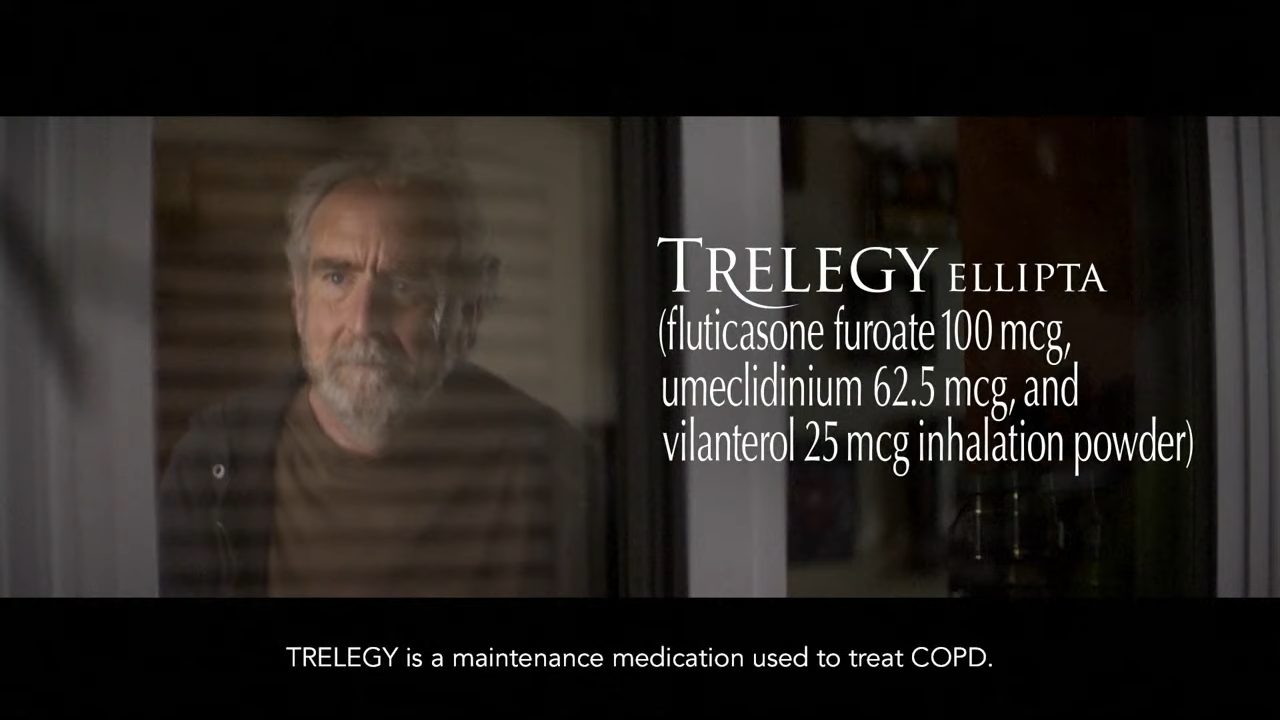 TRELEGY ELLIPTA
(fluticasone furoate 100 mcg,
umeclidinium 62.5 mcg, and
vilanterol 25 mcg inhalation powder)
TRELEGY is a maintenance medication used to treat COPD.